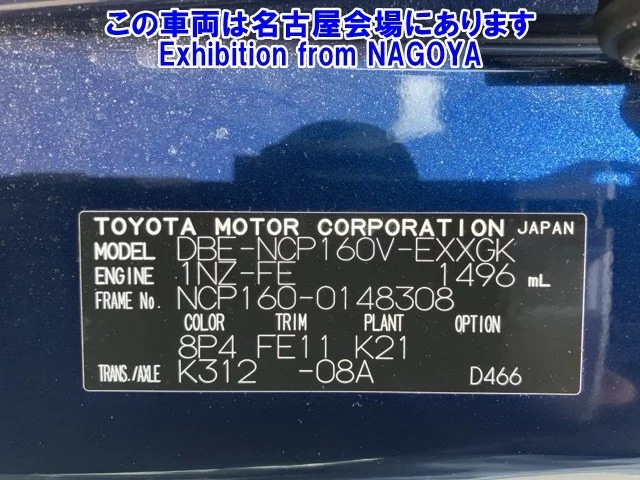 この車両は名古屋会場にあります
Exhibition from NAGOYA
TOYOTA MOTOR CORPORATION JAPAN
MODEL DBE-NCP160V-EXXGK
ENGINE 1NZ-FE 1496 mL
FRAME No. NCP160-0148308
COLOR TRIM PLANT OPTION
8P4 FE11 K21
TRANS./AXLE K312 -08A D466